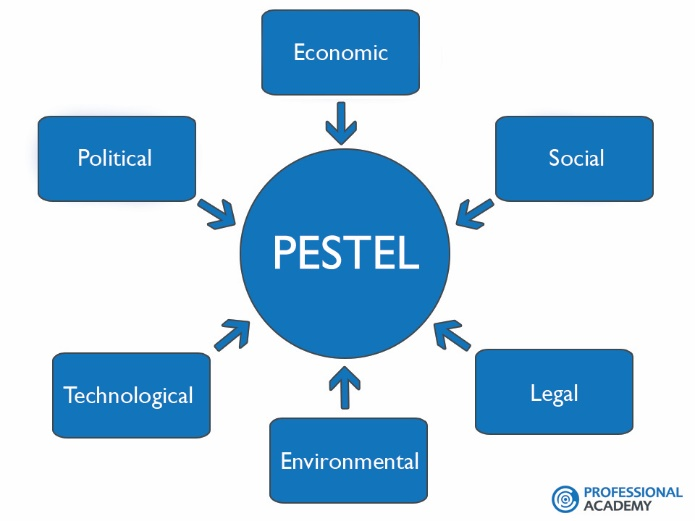 Economic
Political
Social
PESTEL
Technological
Legal
Environmental
PROFESSIONAL
ACADEMY